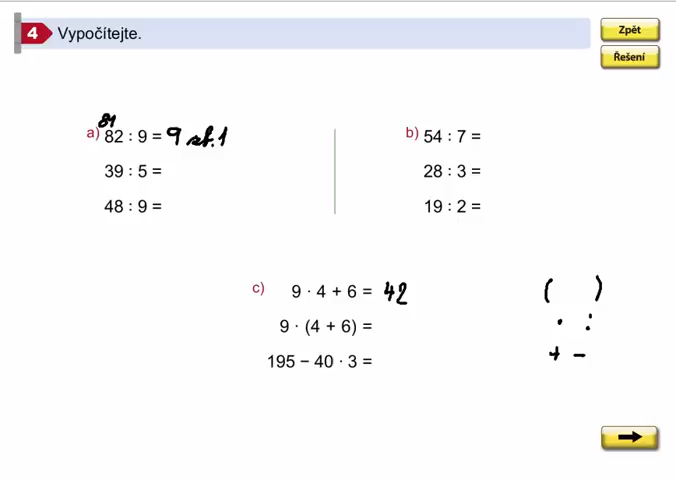 4 Vypočítejte.
Zpět
Řešení
81
a) 82 : 9 = 9 zb.1
39 : 5 =
48 : 9 =
b) 54 : 7 =
28 : 3 =
19 : 2 =
c) 9 · 4 + 6 = 42
9 · (4 + 6) =
195 − 40 · 3 =
( )
· :
+ −